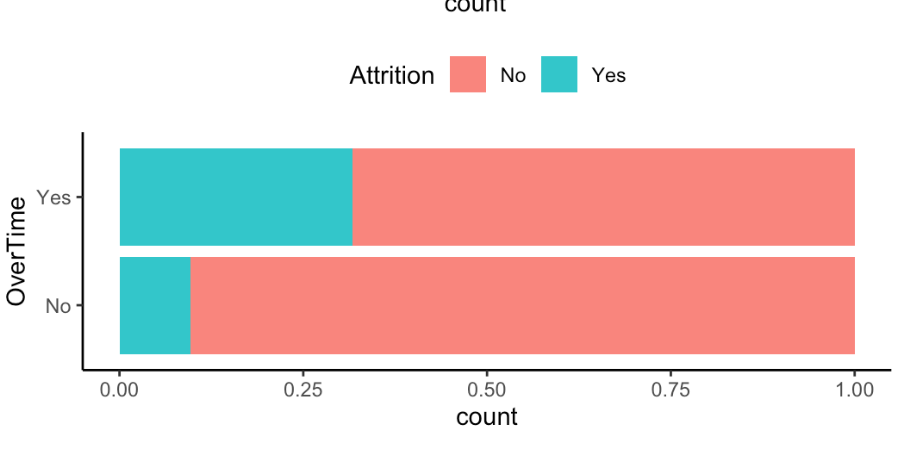 count
Attrition No Yes
OverTime
Yes
No
0.00 0.25 0.50 0.75 1.00
count